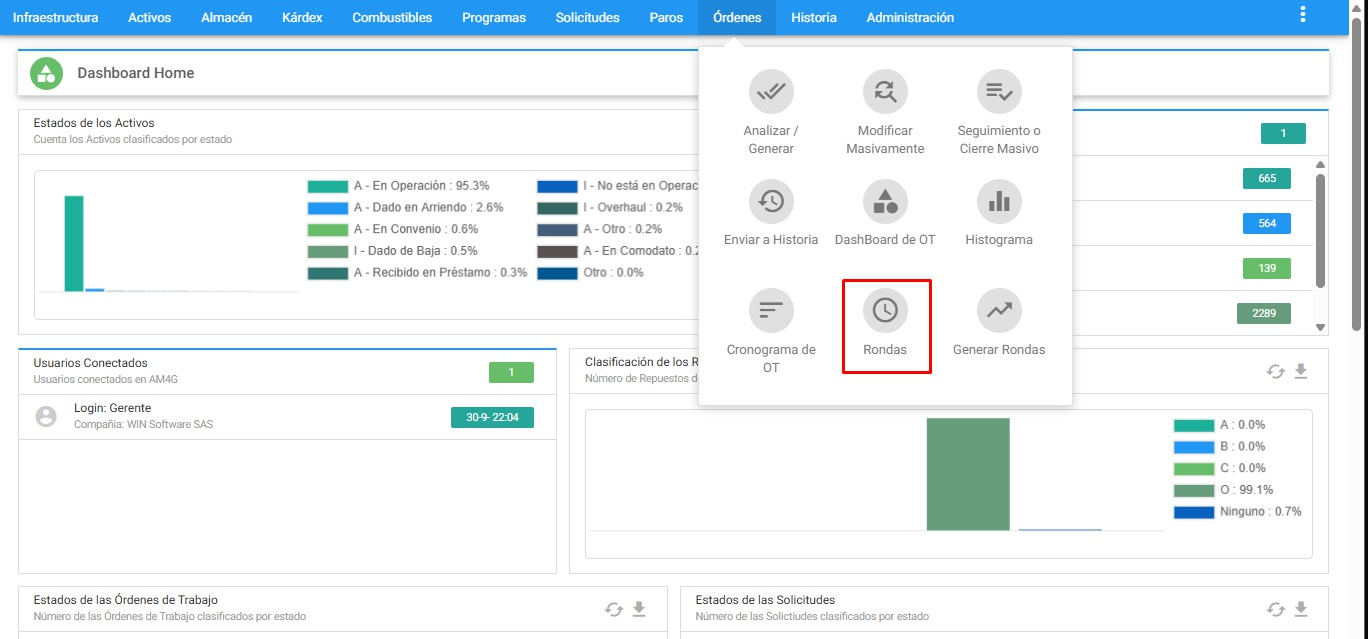 Infraestructura Activos Almacén Kárdex Combustibles Programas Solicitudes Paros Órdenes Historia Administración
Dashboard Home
Estados de los Activos
Cuenta los Activos clasificados por estado
A - En Operación : 95.3%
A - Dado en Arriendo : 2.6%
A - En Convenio : 0.6%
I - Dado de Baja : 0.5%
A - Recibido en Préstamo : 0.3%
I - No está en Operac
I - Overhaul : 0.2%
A - Otro : 0.2%
A - En Comodato : 0.2
Otro : 0.0%
Analizar /
Generar
Modificar
Masivamente
Seguimiento o
Cierre Masivo
Enviar a Historia
DashBoard de OT
Histograma
Cronograma de
OT
Rondas
Generar Rondas
1
665
564
139
2289
Usuarios Conectados
Usuarios conectados en AM4G
1
Login: Gerente
Compañia: WIN Software SAS
30-9- 22:04
Clasificación de los R
Número de Repuestos d
A : 0.0%
B : 0.0%
C : 0.0%
O : 99.1%
Ninguno : 0.7%
Estados de las Órdenes de Trabajo
Número de las Órdenes de Trabajo clasificados por estado
Estados de las Solicitudes
Número de las Solictiudes clasificados por estado